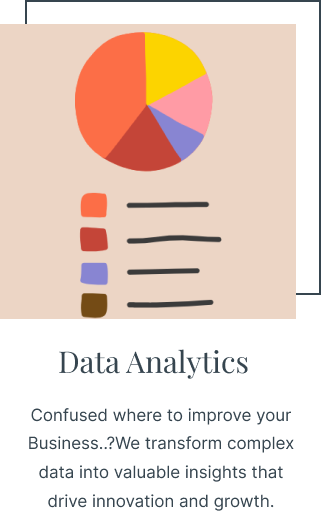 Data Analytics
Confused where to improve your
Business..?We transform complex
data into valuable insights that
drive innovation and growth.